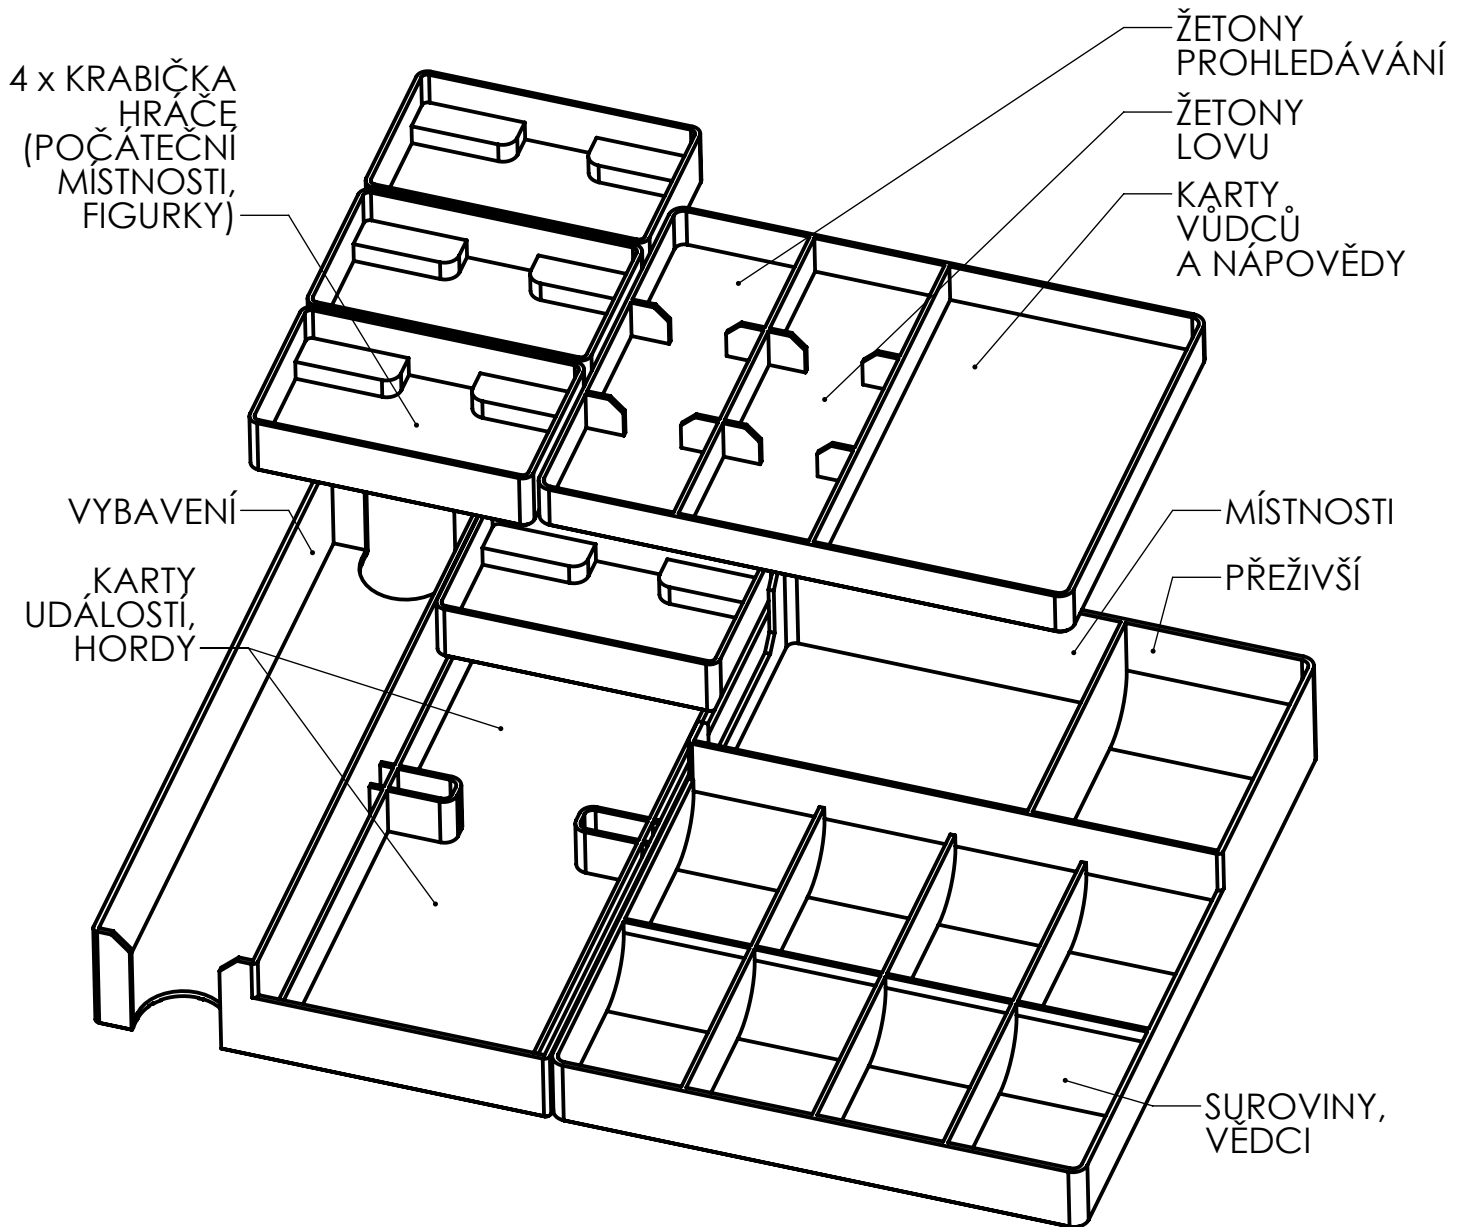 4 x KRABIČKA
HRÁČE
(POČÁTEČNÍ
MÍSTNOSTI,
FIGURKY)
ŽETONY
PROHLEDÁVÁNÍ
ŽETONY
LOVU
KARTY
VŮDCŮ
A NÁPOVĚDY
VYBAVENÍ
KARTY
UDÁLOSTÍ,
HORDY
MÍSTNOSTI
PŘEŽIVŠÍ
SUROVINY,
VĚDCI